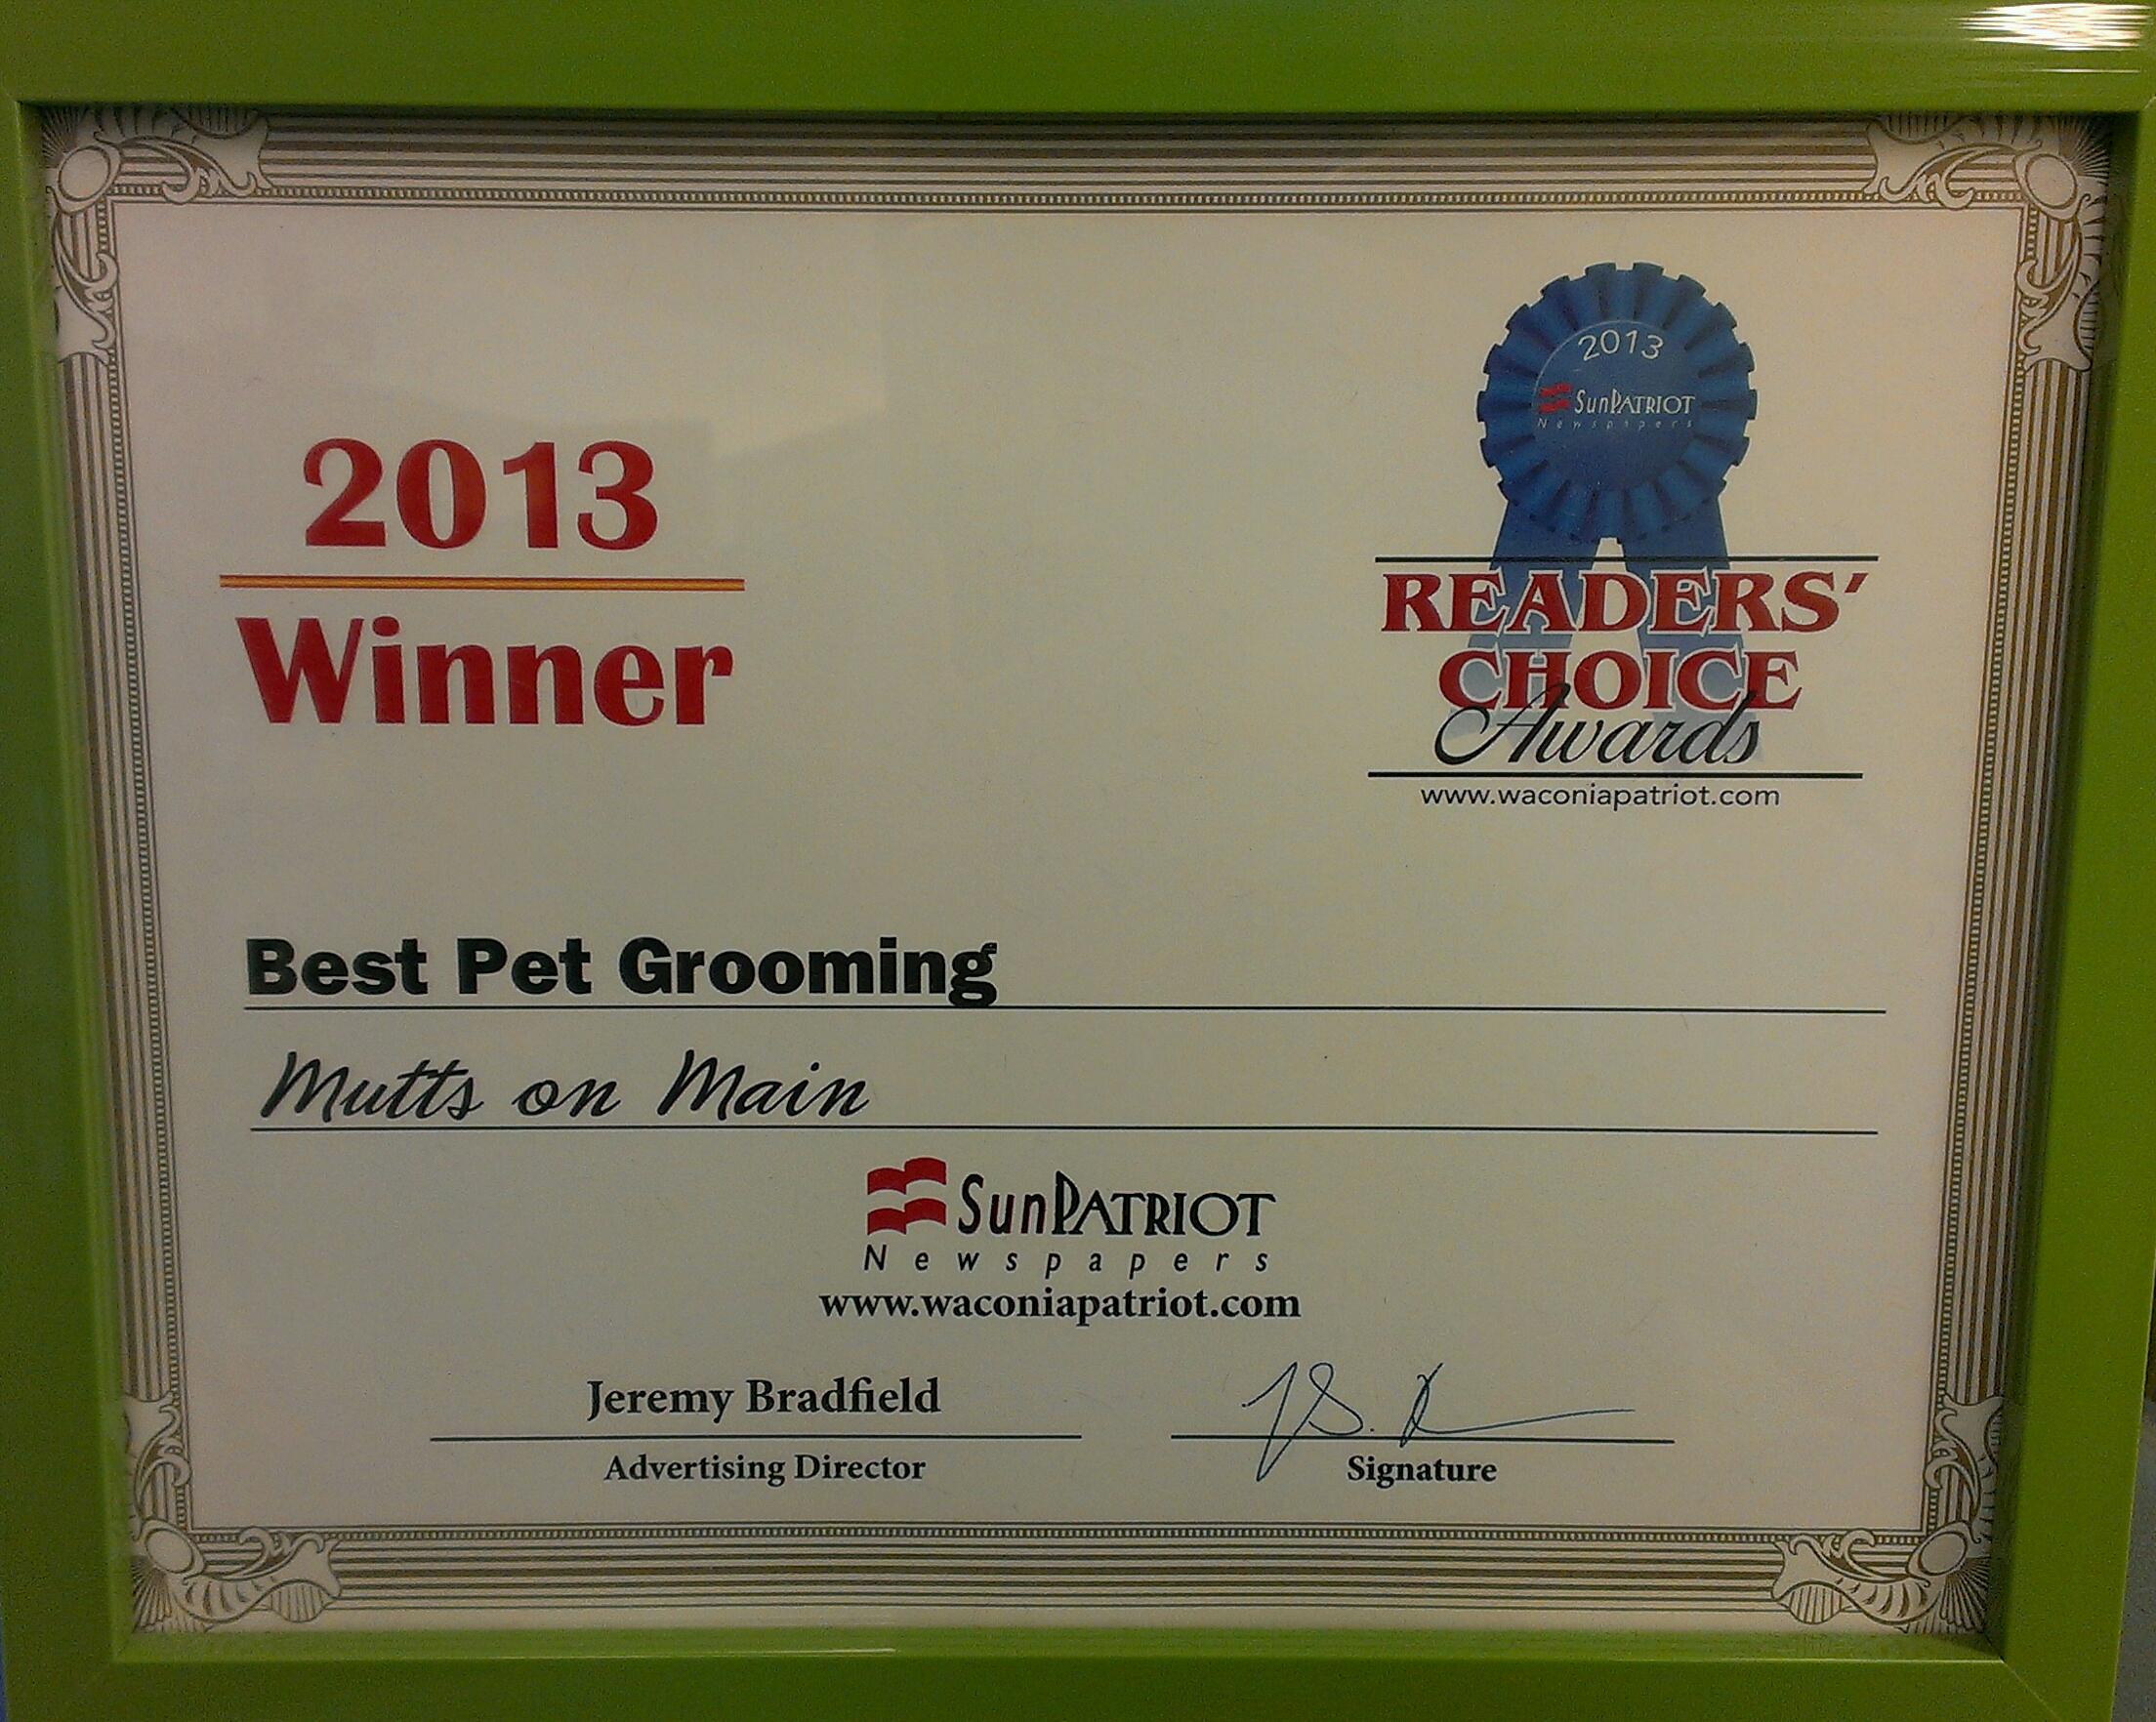 2013
Winner
2013
SunPATRIOT
Newspapers
READERS'
CHOICE
Awards
www.waconiapatriot.com
Best Pet Grooming
Mutts on Main
SunPATRIOT
Newspapers
www.waconiapatriot.com
Jeremy Bradfield
Advertising Director
Signature